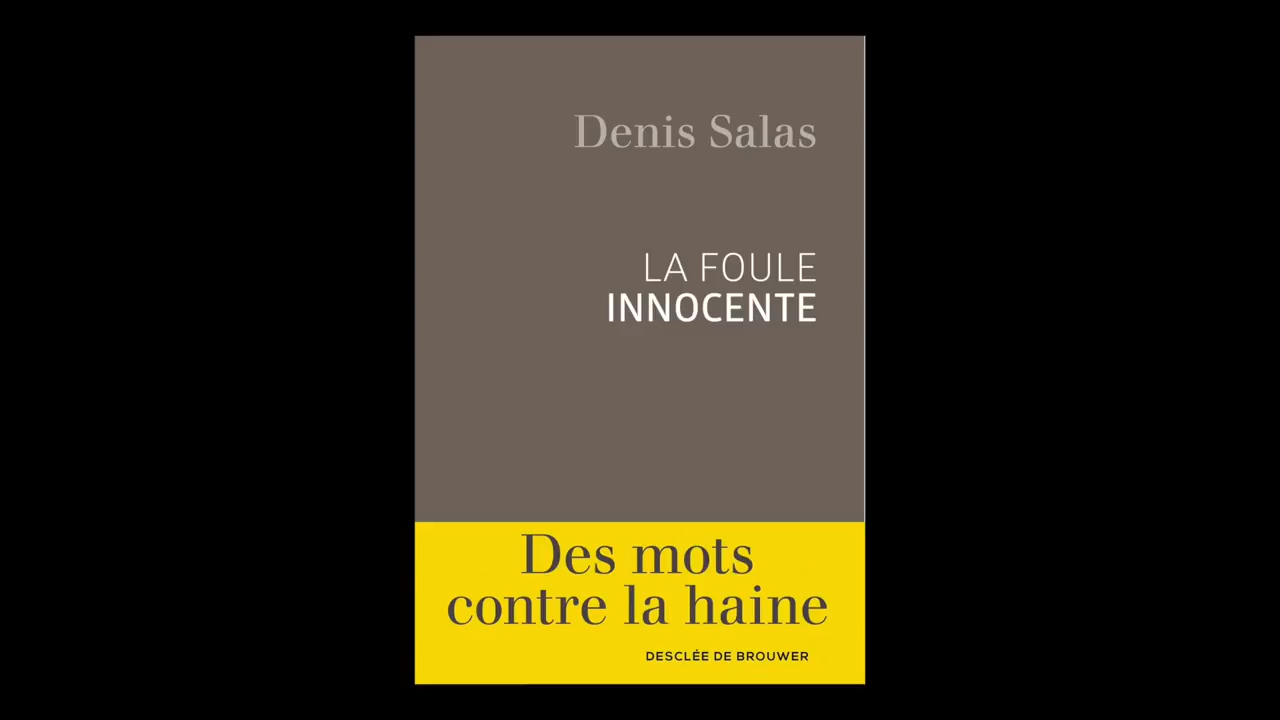 Denis Salas
LA FOULE
INNOCENTE
Des mots
contre la haine
DESCLÉE DE BROUWER